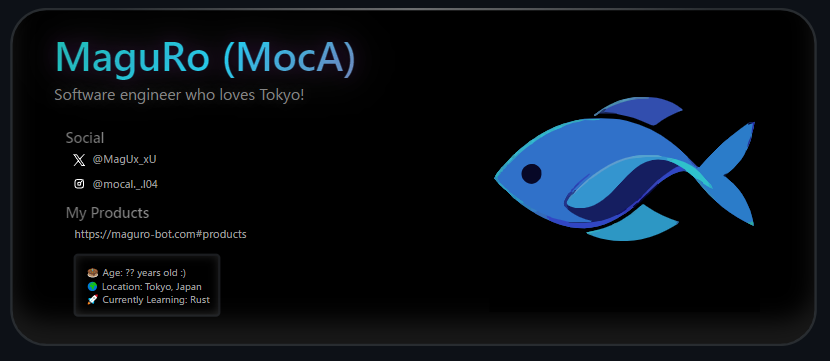 MaguRo (MocA)
Software engineer who loves Tokyo!
Social
@MagUx_xU
@mocal._.l04
My Products
https://maguro-bot.com#products
Age: ?? years old :)
Location: Tokyo, Japan
Currently Learning: Rust